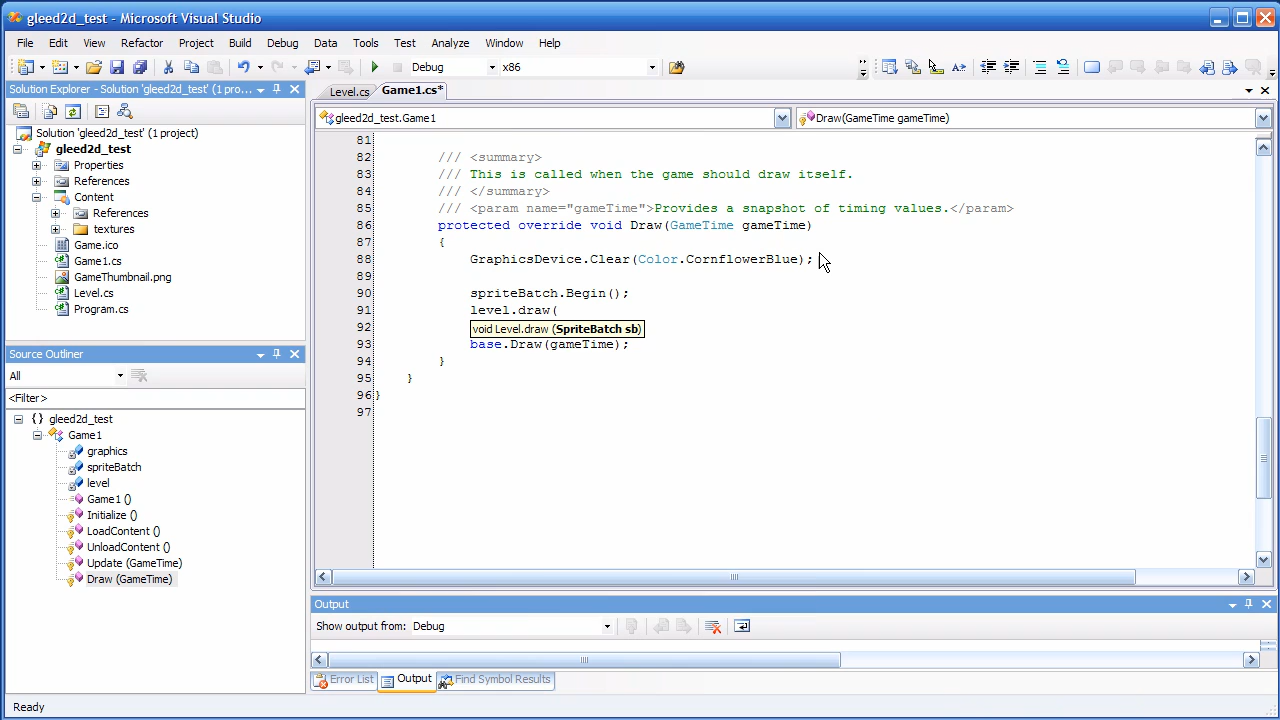 gleed2d_test - Microsoft Visual Studio
File Edit View Refactor Project Build Debug Data Tools Test Analyze Window Help
Debug x86
Solution Explorer - Solution 'gleed2d_test' (1 pro...
Solution 'gleed2d_test' (1 project)
gleed2d_test
Properties
References
Content
References
textures
Game.ico
Game1.cs
GameThumbnail.png
Level.cs
Program.cs
Source Outliner
All
<Filter>
gleed2d_test
Game1
graphics
spriteBatch
level
Game1 ()
Initialize ()
LoadContent ()
UnloadContent ()
Update (GameTime)
Draw (GameTime)
Level.cs Game1.cs*
gleed2d_test.Game1 Draw(GameTime gameTime)
81
82 /// <summary>
83 /// This is called when the game should draw itself.
84 /// </summary>
85 /// <param name="gameTime">Provides a snapshot of timing values.</param>
86 protected override void Draw(GameTime gameTime)
87 {
88 GraphicsDevice.Clear(Color.CornflowerBlue);
89
90 spriteBatch.Begin();
91 level.draw(
92 void Level.draw (SpriteBatch sb)
93 base.Draw(gameTime);
94 }
95 }
96 }
97
Output
Show output from: Debug
Error List Output Find Symbol Results
Ready